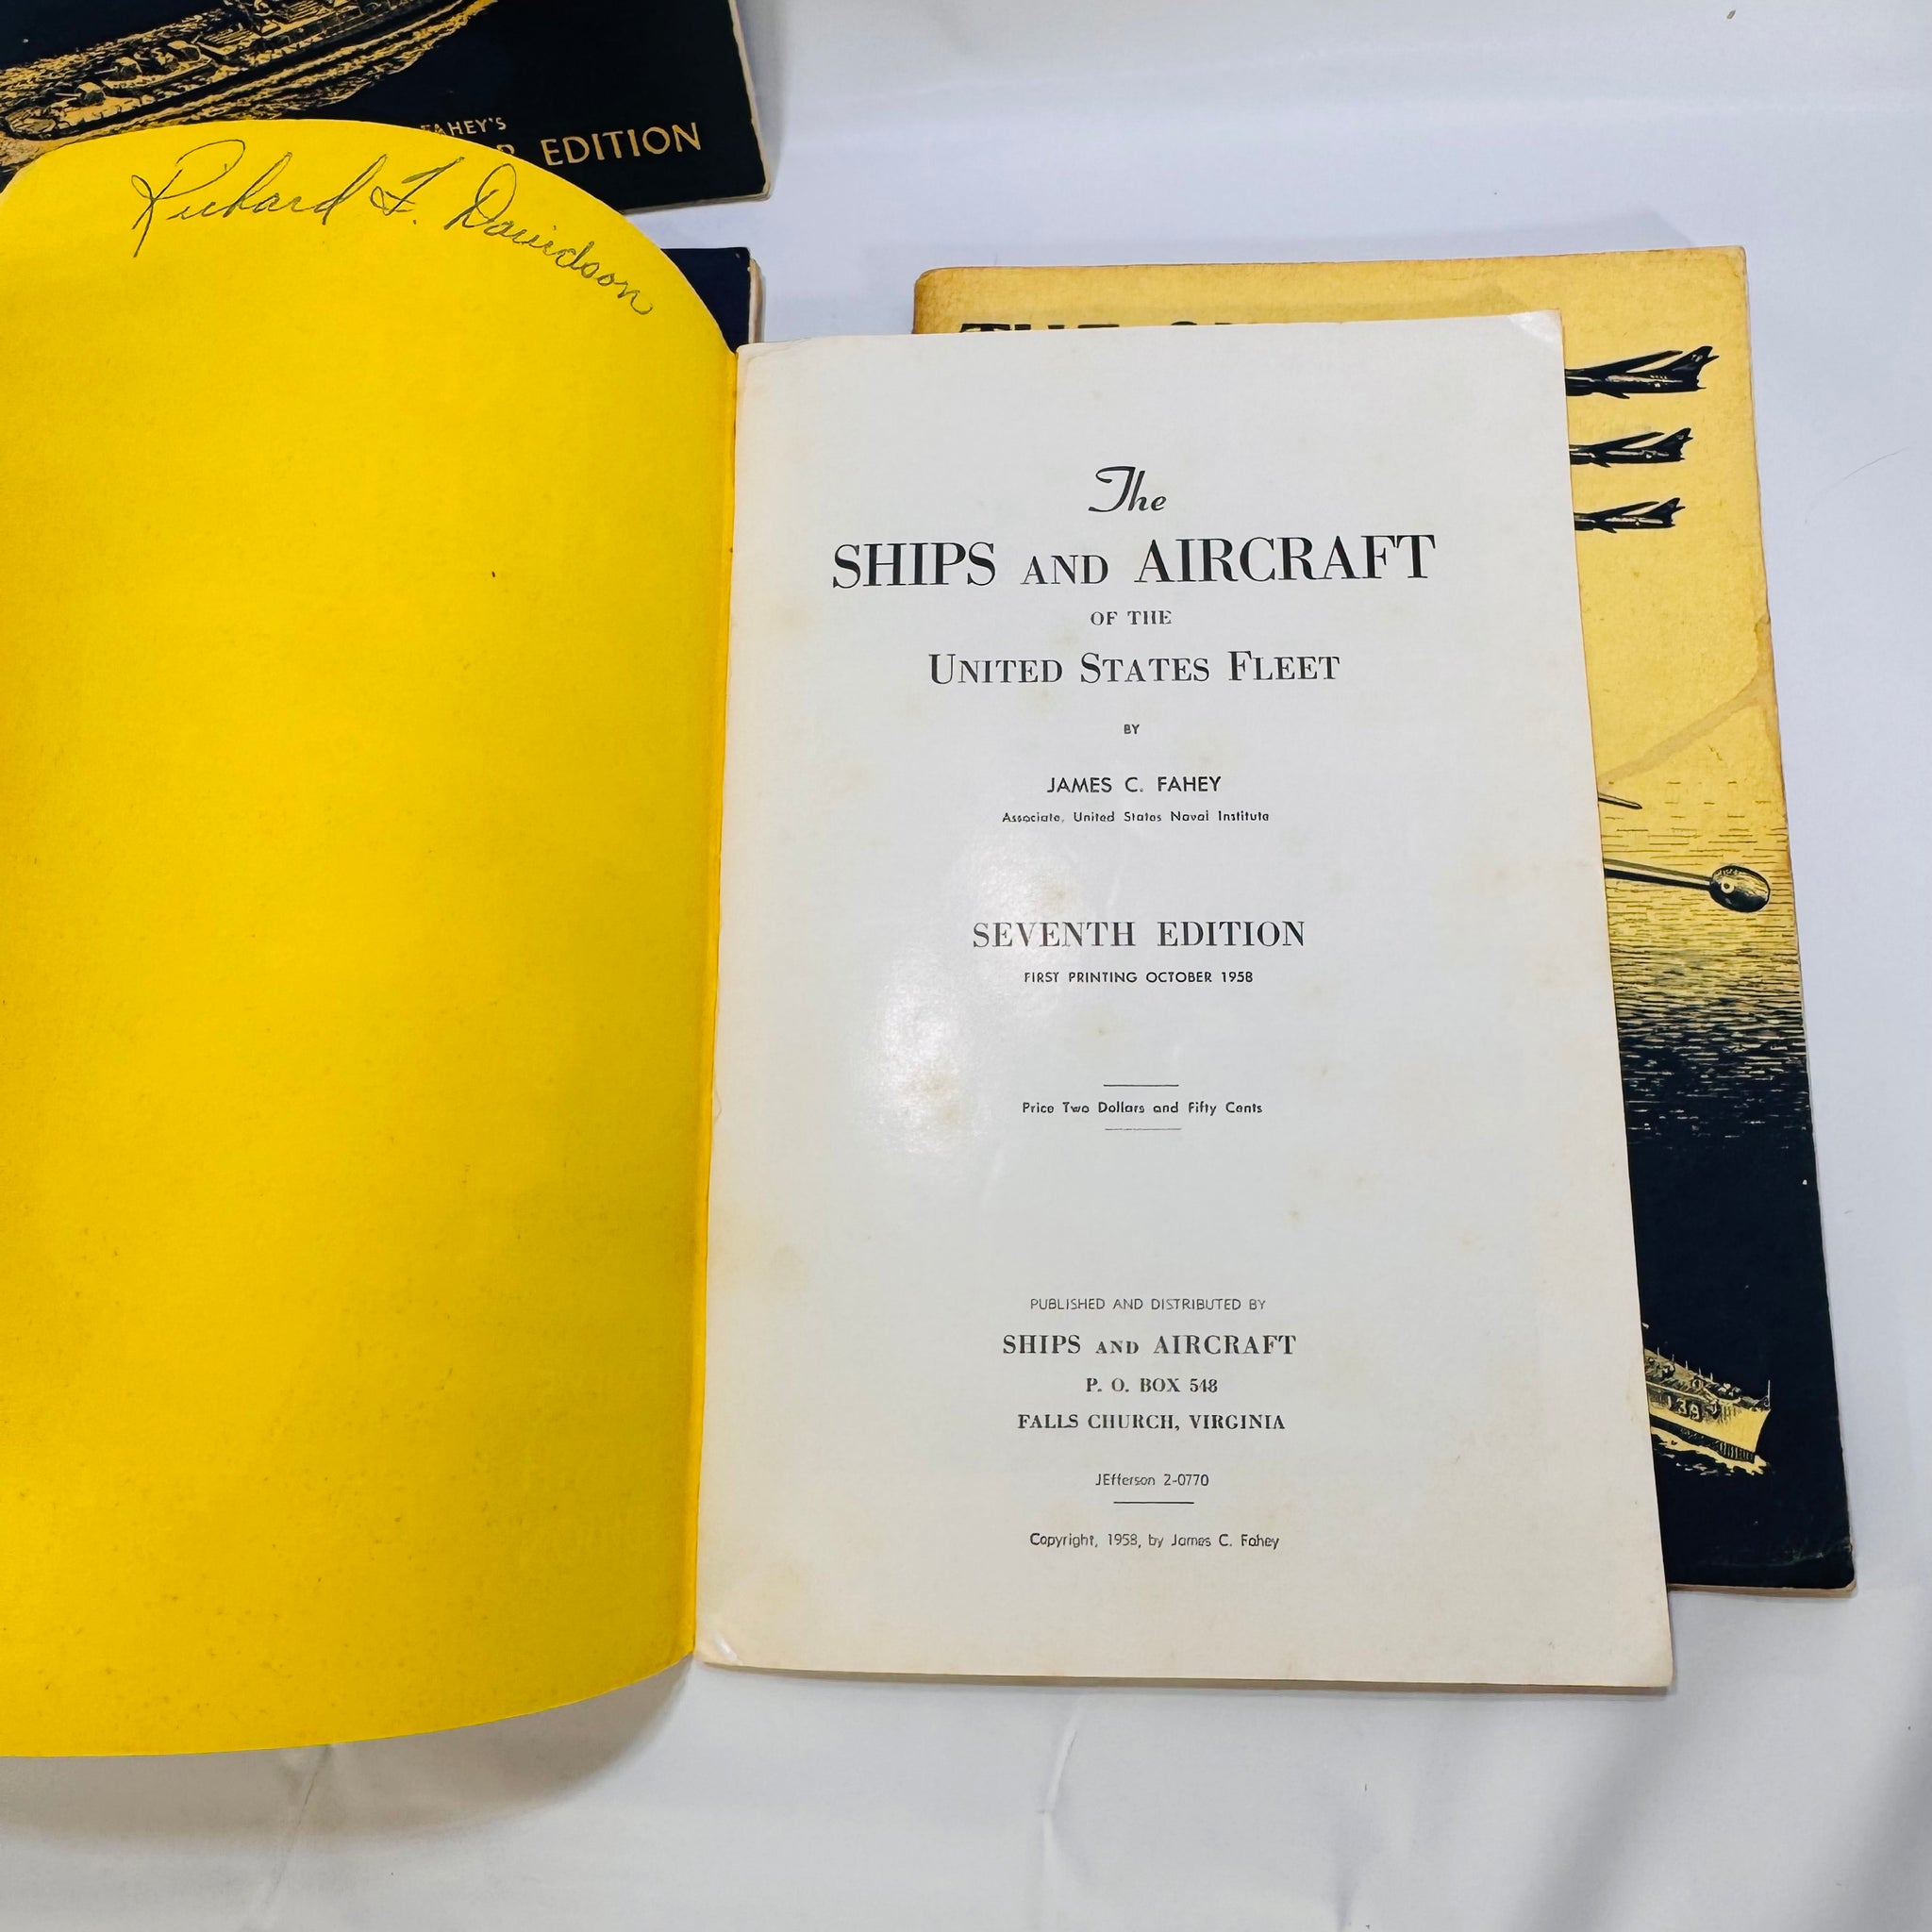 FAHEY'S
EDITION
Richard F. Davidson
The
SHIPS AND AIRCRAFT
OF THE
UNITED STATES FLEET
BY
JAMES C. FAHEY
Associate, United States Naval Institute
SEVENTH EDITION
FIRST PRINTING OCTOBER 1958
Price Two Dollars and Fifty Cents
PUBLISHED AND DISTRIBUTED BY
SHIPS AND AIRCRAFT
P. O. BOX 548
FALLS CHURCH, VIRGINIA
JEfferson 2-0770
Copyright, 1958, by James C. Fahey
139